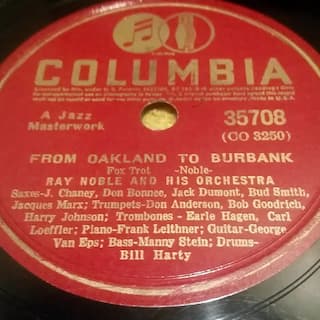 COLUMBIA
A Jazz
Masterwork
35708
(CO 3250)
FROM OAKLAND TO BURBANK
Fox Trot -Noble-
RAY NOBLE AND HIS ORCHESTRA
Saxes-J. Chaney, Don Bonnee, Jack Dumont, Bud Smith,
Jacques Marx; Trumpets-Don Anderson, Bob Goodrich,
Harry Johnson; Trombones - Earle Hagen, Carl
Loeffler; Piano-Frank Leithner; Guitar-George
Van Eps; Bass-Manny Stein; Drums-
Bill Harty